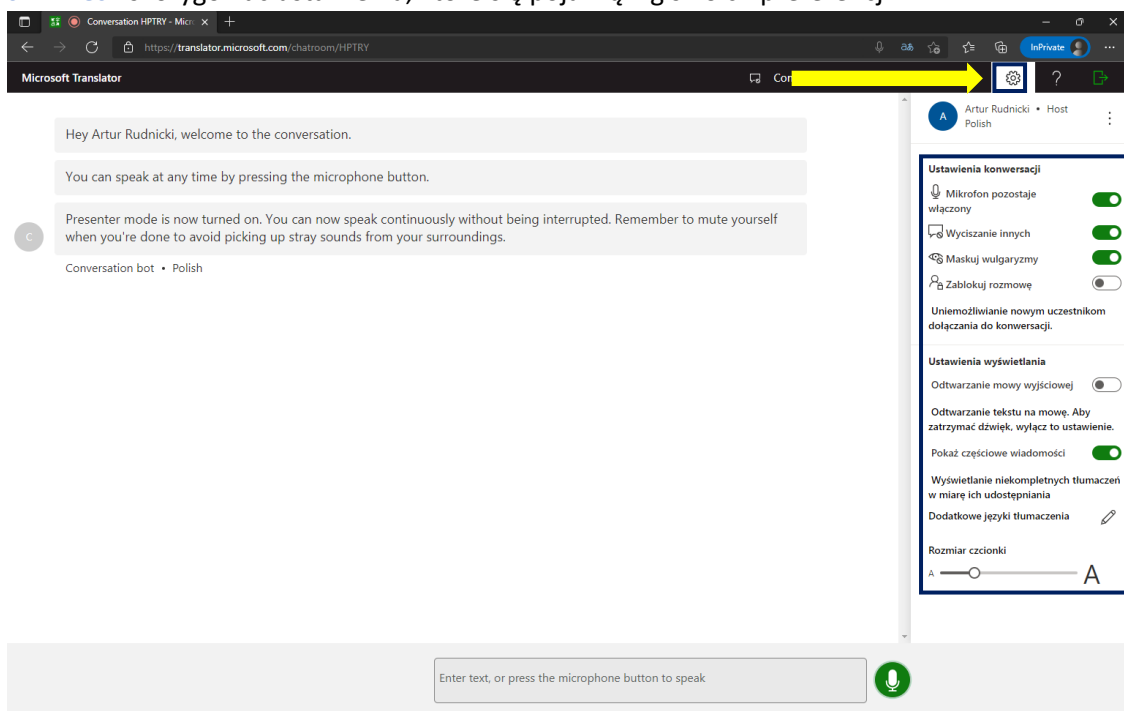 Conversation HPTRY - Micr
https://translator.microsoft.com/chatroom/HPTRY
InPrivate
Microsoft Translator
Hey Artur Rudnicki, welcome to the conversation.
You can speak at any time by pressing the microphone button.
Presenter mode is now turned on. You can now speak continuously without being interrupted. Remember to mute yourself
when you're done to avoid picking up stray sounds from your surroundings.
C
Conversation bot • Polish
Enter text, or press the microphone button to speak
A
Artur Rudnicki • Host
Polish
Ustawienia konwersacji
Mikrofon pozostaje
włączony
Wyciszanie innych
Maskuj wulgaryzmy
Zablokuj rozmowę
Uniemożliwianie nowym uczestnikom
dołączania do konwersacji.
Ustawienia wyświetlania
Odtwarzanie mowy wyjściowej
Odtwarzanie tekstu na mowę. Aby
zatrzymać dźwięk, wyłącz to ustawienie.
Pokaż częściowe wiadomości
Wyświetlanie niekompletnych tłumaczeń
w miarę ich udostępniania
Dodatkowe języki tłumaczenia
Rozmiar czcionki
A A